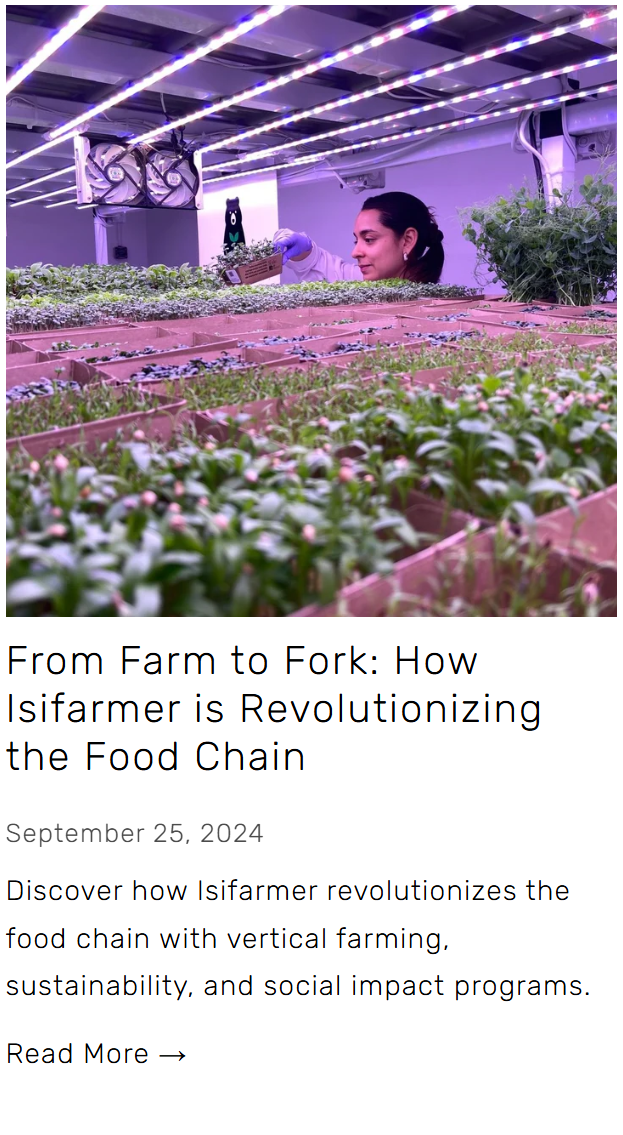 From Farm to Fork: How
Isifarmer is Revolutionizing
the Food Chain
September 25, 2024
Discover how Isifarmer revolutionizes the
food chain with vertical farming,
sustainability, and social impact programs.
Read More →